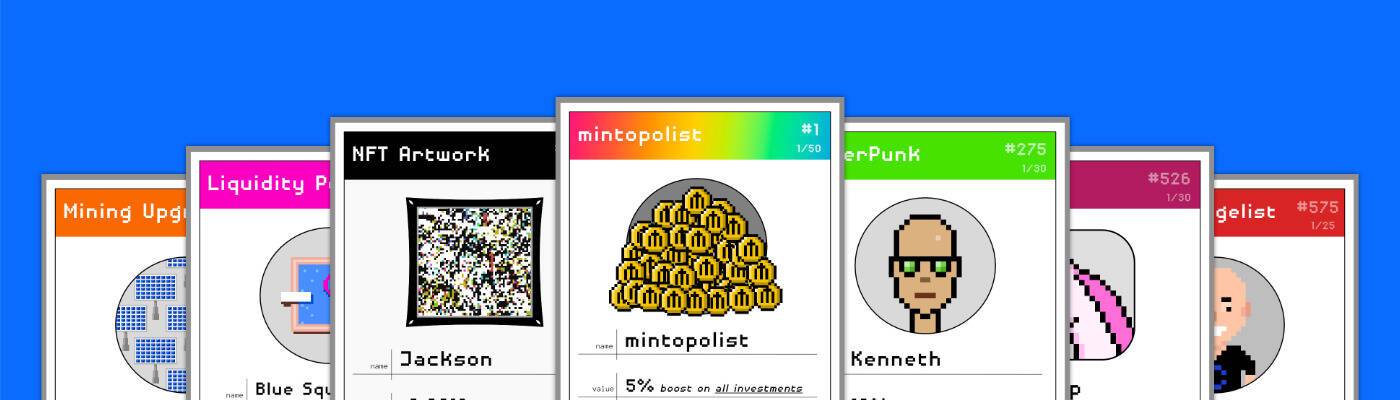 Mining Upgr
Liquidity P
NFT Artwork
mintopolist
#1
1/50
erPunk
#275
1/30
#526
1/30
gelist
#575
1/25
name
Blue Squ
name
Jackson
name
mintopolist
value
5% boost on all investments
Kenneth
p